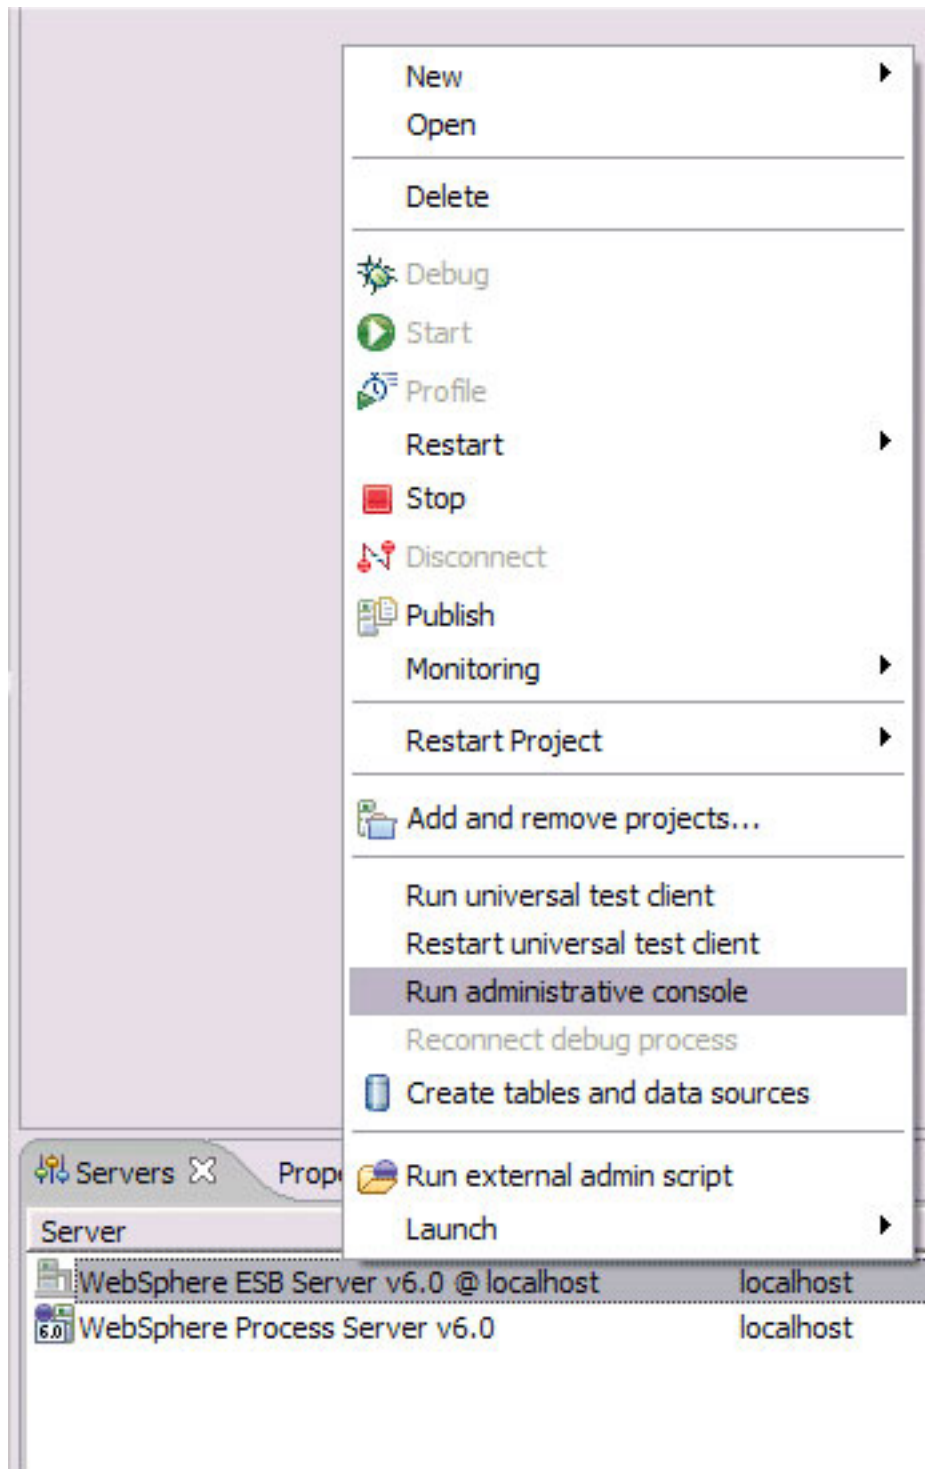 New
Open
Delete
Debug
Start
Profile
Restart
Stop
Disconnect
Publish
Monitoring
Restart Project
Add and remove projects...
Run universal test client
Restart universal test client
Run administrative console
Reconnect debug process
Create tables and data sources
Run external admin script
Launch
Servers
Server
WebSphere ESB Server v6.0 @ localhost localhost
6.0 WebSphere Process Server v6.0 localhost